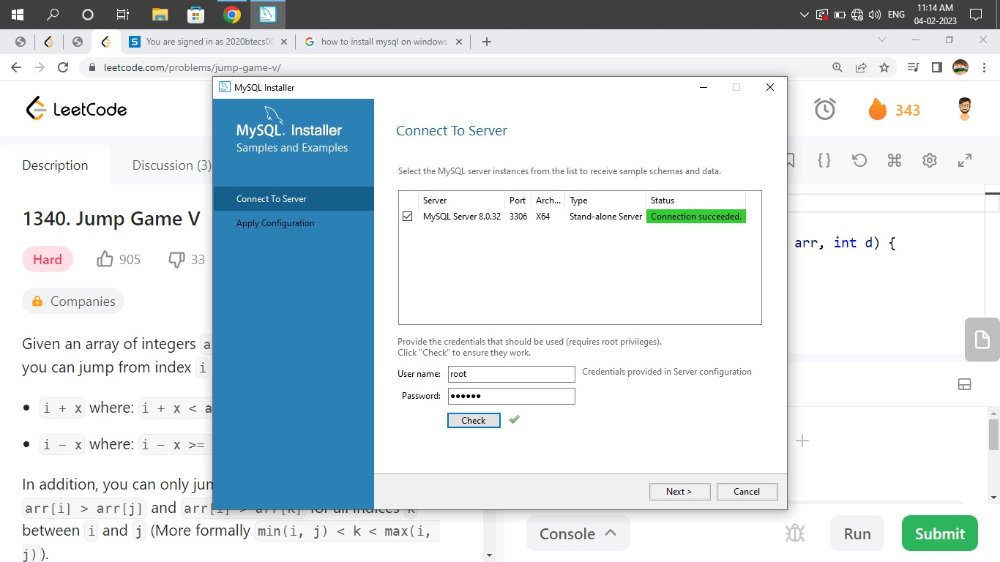 ENG
11:14 AM
04-02-2023
You are signed in as 2020btecs00
how to install mysql on windows
leetcode.com/problems/jump-game-v/
LeetCode
343
Description
Discussion (3)
1340. Jump Game V
Hard
905
33
Companies
Given an array of integers a
you can jump from index i
i + x where: i + x < a
i - x where: i - x >=
In addition, you can only jum
arr[i] > arr[j] and arr[i] > arr[k] for all indices k
between i and j (More formally min(i, j) < k < max(i,
j)).
MySQL Installer
MySQL. Installer
Samples and Examples
Connect To Server
Apply Configuration
Connect To Server
Select the MySQL server instances from the list to receive sample schemas and data.
Server Port Arch... Type Status
MySQL Server 8.0.32 3306 X64 Stand-alone Server Connection succeeded.
Provide the credentials that should be used (requires root privileges).
Click "Check" to ensure they work.
User name: root
Credentials provided in Server configuration
Password: ••••••
Check
Next >
Cancel
{}
arr, int d) {
Console
Run
Submit